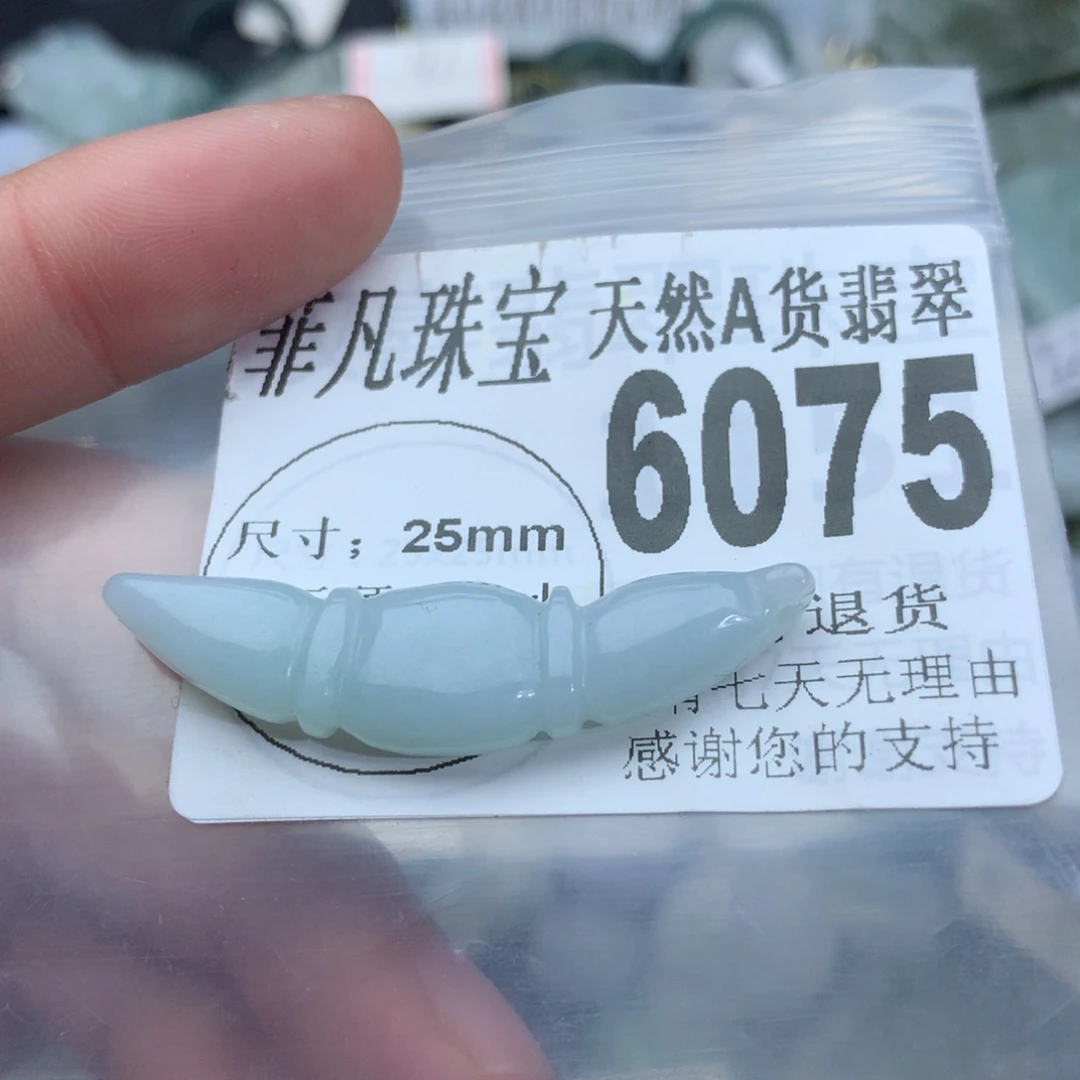 菲凡珠宝 天然A货翡翠
6075
尺寸；25mm
退货
七天无理由
感谢您的支持